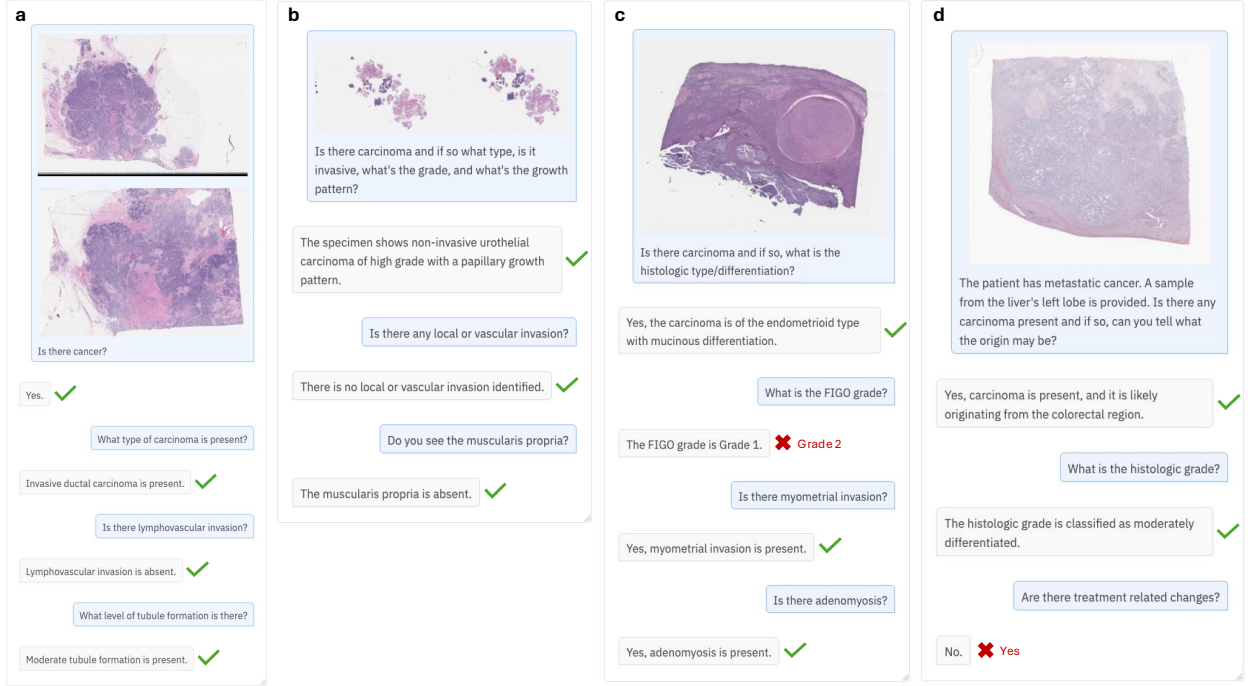 a
Is there cancer?
Yes.
What type of carcinoma is present?
Invasive ductal carcinoma is present.
Is there lymphovascular invasion?
Lymphovascular invasion is absent.
What level of tubule formation is there?
Moderate tubule formation is present.
b
Is there carcinoma and if so what type, is it
invasive, what's the grade, and what's the growth
pattern?
The specimen shows non-invasive urothelial
carcinoma of high grade with a papillary growth
pattern.
Is there any local or vascular invasion?
There is no local or vascular invasion identified.
Do you see the muscularis propria?
The muscularis propria is absent.
c
Is there carcinoma and if so, what is the
histologic type/differentiation?
Yes, the carcinoma is of the endometrioid type
with mucinous differentiation.
What is the FIGO grade?
The FIGO grade is Grade 1. Grade 2
Is there myometrial invasion?
Yes, myometrial invasion is present.
Is there adenomyosis?
Yes, adenomyosis is present.
d
The patient has metastatic cancer. A sample
from the liver's left lobe is provided. Is there any
carcinoma present and if so, can you tell what
the origin may be?
Yes, carcinoma is present, and it is likely
originating from the colorectal region.
What is the histologic grade?
The histologic grade is classified as moderately
differentiated.
Are there treatment related changes?
No. Yes